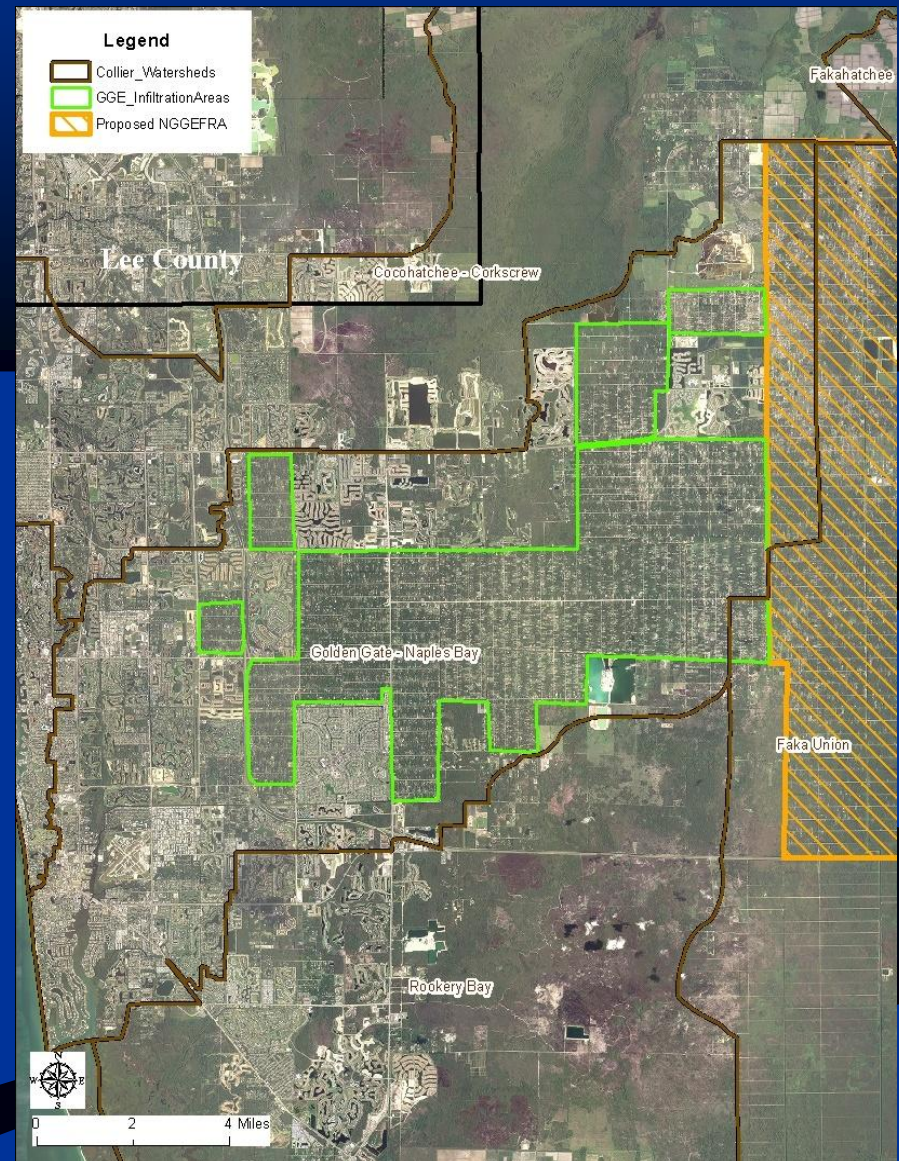 Legend
Collier_Watersheds
GGE_InfiltrationAreas
Proposed NGGEFRA
Fakahatchee
Lee County
Cocohatchee - Corkscrew
Golden Gate - Naples Bay
Faka Union
Rookery Bay
N
W E
S
0 2 4 Miles